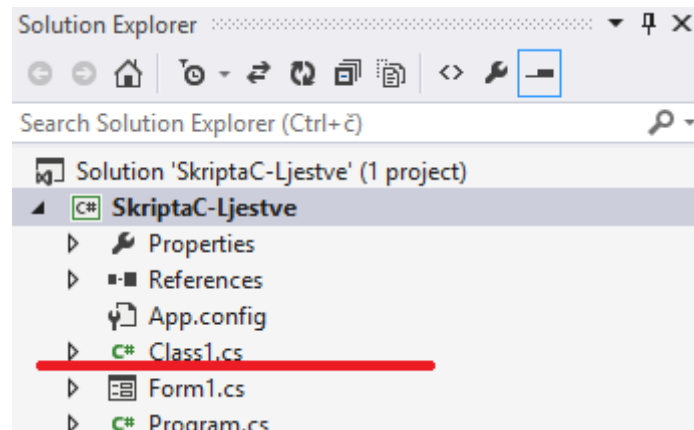 Solution Explorer
Search Solution Explorer (Ctrl+č)
Solution 'SkriptaC-Ljestve' (1 project)
C# SkriptaC-Ljestve
Properties
References
App.config
C# Class1.cs
Form1.cs
C# Program.cs